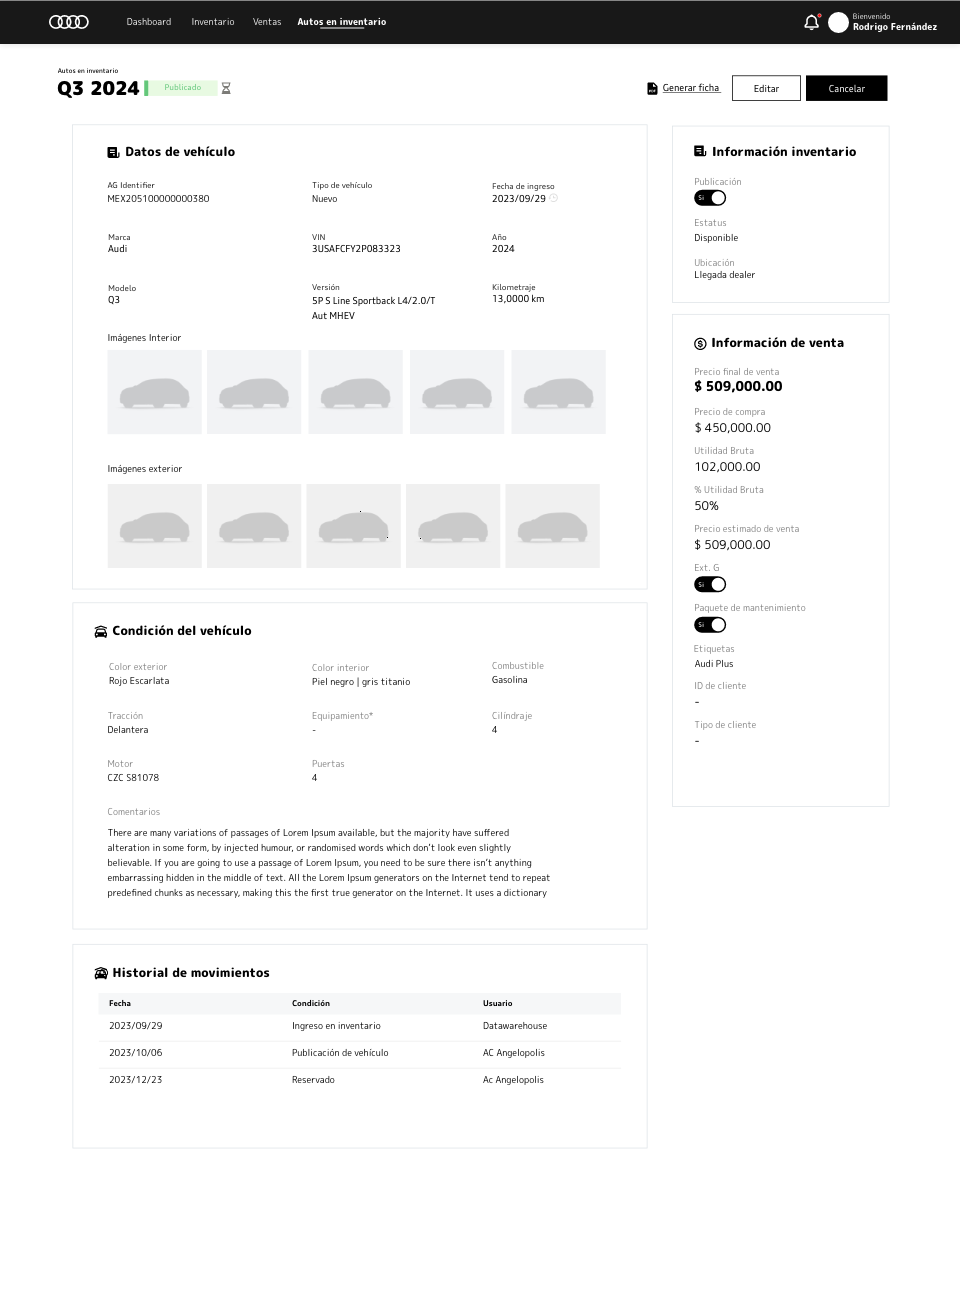 Dashboard Inventario Ventas Autos en inventario
Bienvenido
Rodrigo Fernández
Autos en inventario
Q3 2024 Publicado
Generar ficha Editar Cancelar
Datos de vehículo
AG Identifier Tipo de vehículo Fecha de ingreso
MEX205100000000380 Nuevo 2023/09/29
Marca VIN Año
Audi 3USAFCFY2P083323 2024
Modelo Versión Kilometraje
Q3 5P S Line Sportback L4/2.0/T 13,0000 km
Aut MHEV
Imágenes Interior
Imágenes exterior
Información inventario
Publicación
Si
Estatus
Disponible
Ubicación
Llegada dealer
Información de venta
Precio final de venta
$ 509,000.00
Precio de compra
$ 450,000.00
Utilidad Bruta
102,000.00
% Utilidad Bruta
50%
Precio estimado de venta
$ 509,000.00
Ext. G
Si
Paquete de mantenimiento
Si
Etiquetas
Audi Plus
ID de cliente
-
Tipo de cliente
-
Condición del vehículo
Color exterior Color interior Combustible
Rojo Escarlata Piel negro | gris titanio Gasolina
Tracción Equipamiento* Cilíndraje
Delantera - 4
Motor Puertas
CZC S81078 4
Comentarios
There are many variations of passages of Lorem Ipsum available, but the majority have suffered
alteration in some form, by injected humour, or randomised words which don't look even slightly
believable. If you are going to use a passage of Lorem Ipsum, you need to be sure there isn't anything
embarrassing hidden in the middle of text. All the Lorem Ipsum generators on the Internet tend to repeat
predefined chunks as necessary, making this the first true generator on the Internet. It uses a dictionary
Historial de movimientos
Fecha Condición Usuario
2023/09/29 Ingreso en inventario Datawarehouse
2023/10/06 Publicación de vehículo AC Angelopolis
2023/12/23 Reservado Ac Angelopolis